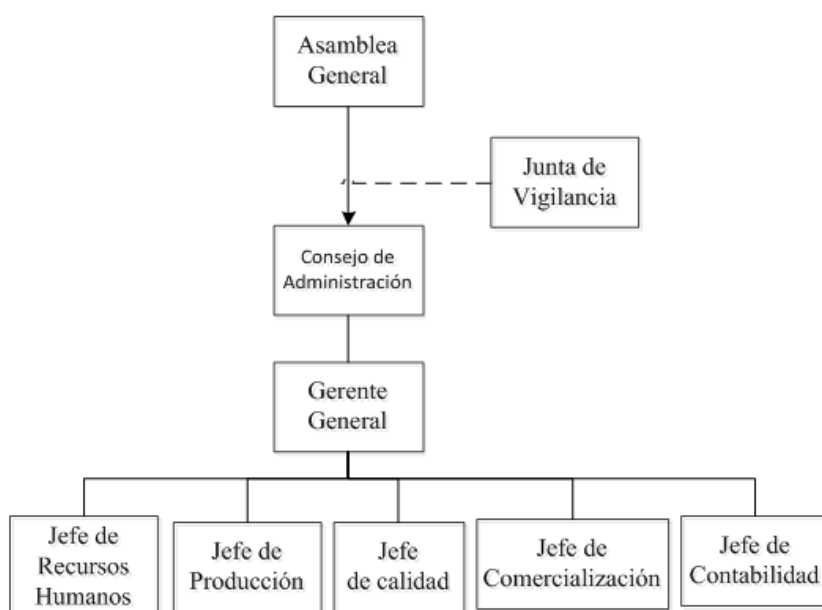 Asamblea
General
Junta de
Vigilancia
Consejo de
Administración
Gerente
General
Jefe de
Recursos
Humanos
Jefe de
Producción
Jefe
de calidad
Jefe de
Comercialización
Jefe de
Contabilidad